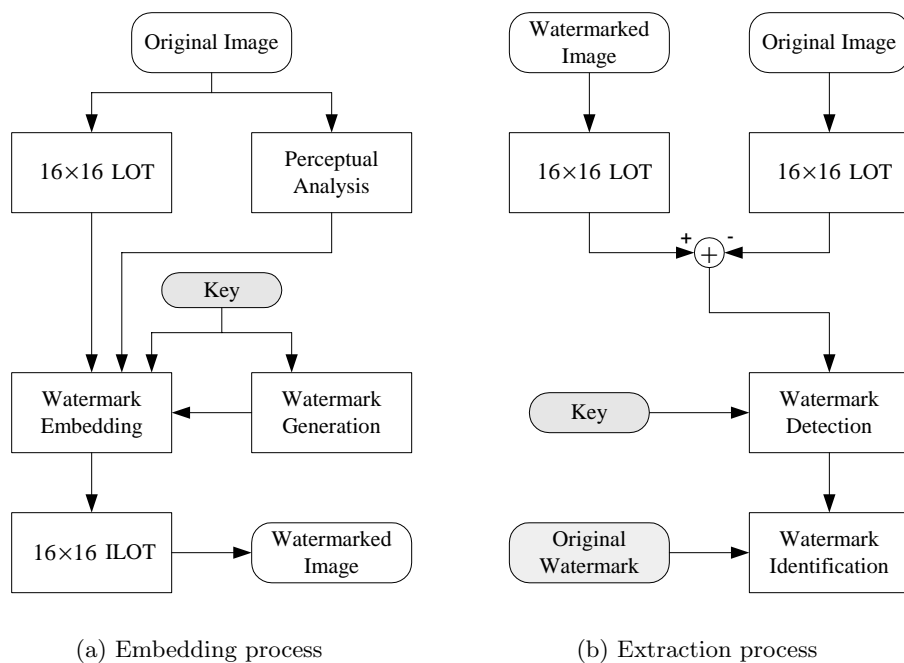 Original Image
16×16 LOT
Perceptual
Analysis
Key
Watermark
Embedding
Watermark
Generation
16×16 ILOT
Watermarked
Image
(a) Embedding process
Watermarked
Image
Original Image
16×16 LOT
16×16 LOT
+
-
+
Key
Watermark
Detection
Original
Watermark
Watermark
Identification
(b) Extraction process